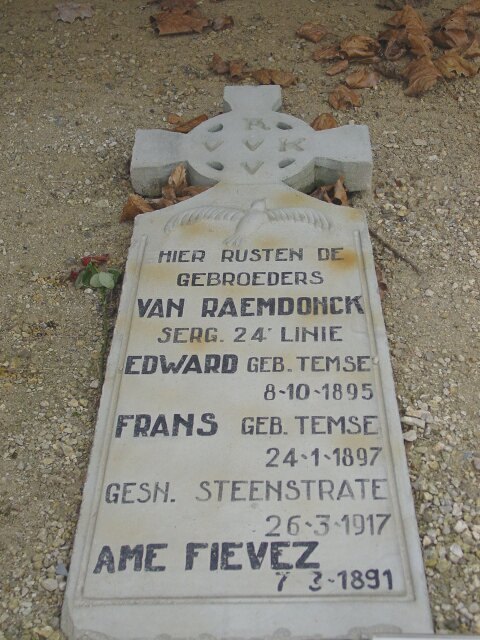 A
V V K
V
HIER RUSTEN DE
GEBROEDERS
VAN RAEMDONCK
SERG. 24E LINIE
EDWARD GEB. TEMSE
8-10-1895
FRANS GEB. TEMSE
24-1-1897
GESN. STEENSTRATE
26-3-1917
AME FIEVEZ
7 3-1891